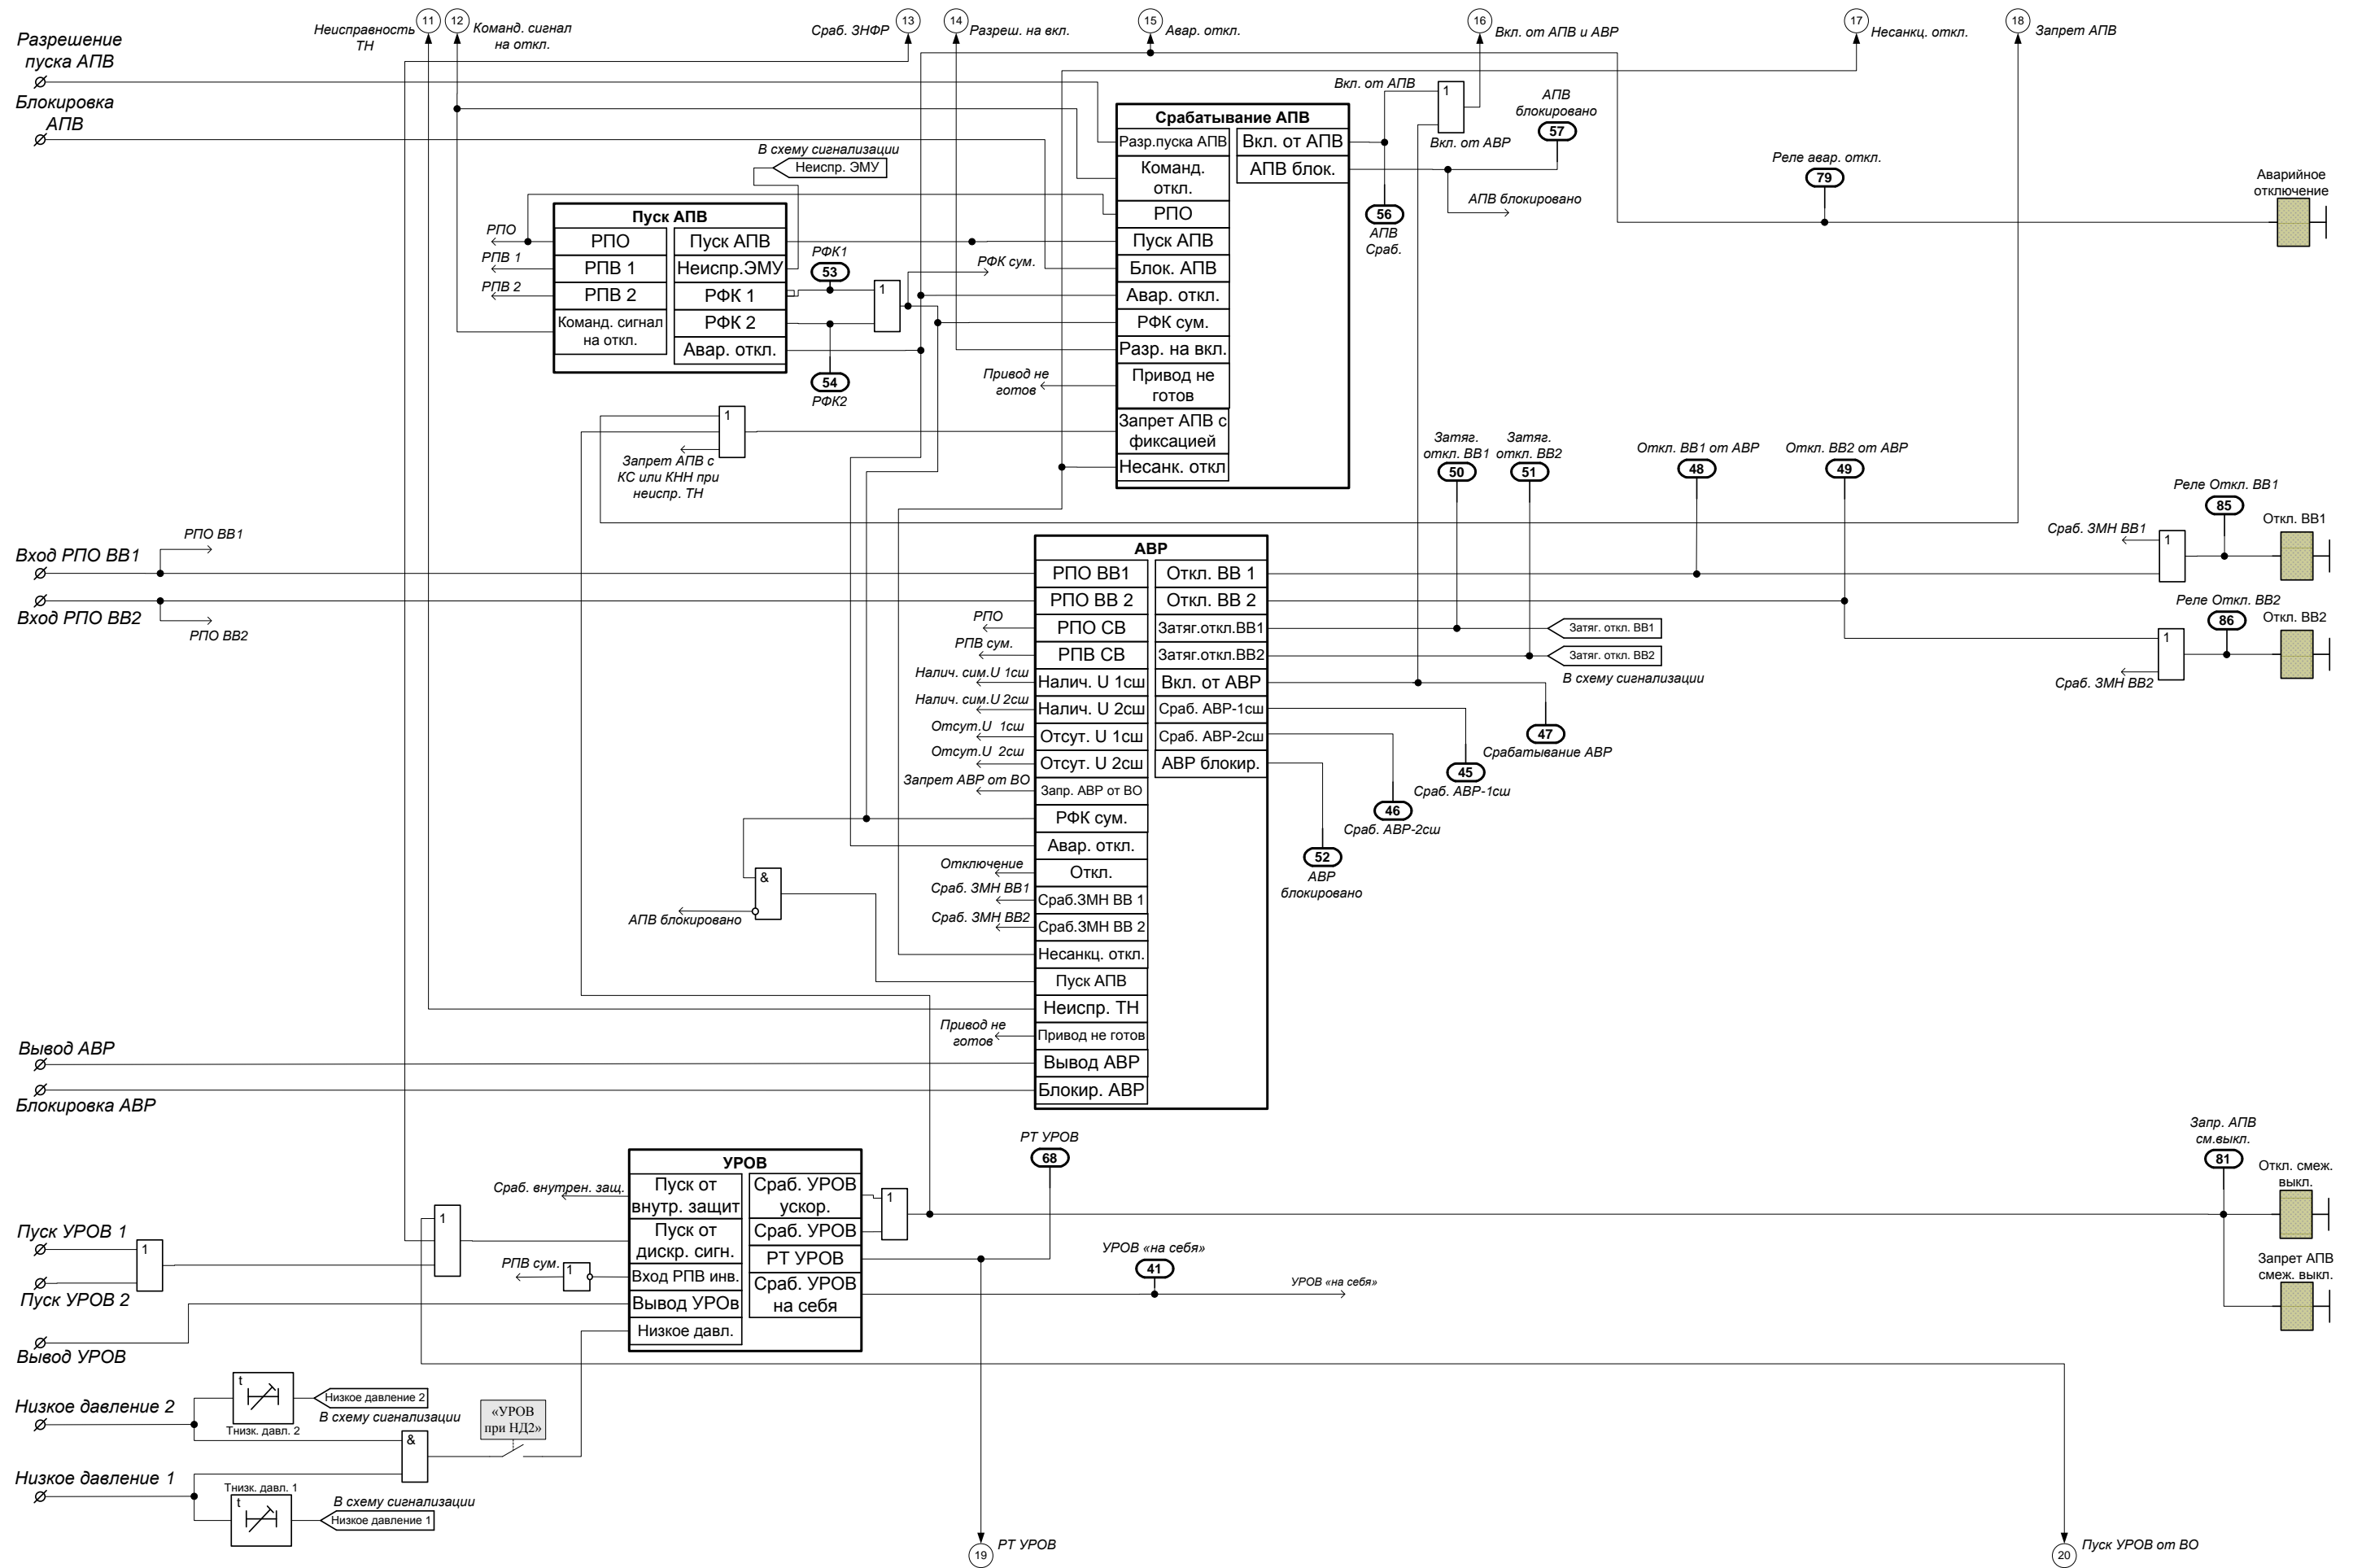 11
12
13
14
15
16
17
18
Неисправность
ТН
Команд. сигнал
на откл.
Сраб. ЗНФР
Разреш. на вкл.
Авар. откл.
Вкл. от АПВ и АВР
Несанкц. откл.
Запрет АПВ
Разрешение
пуска АПВ
Блокировка
АПВ
В схему сигнализации
Неиспр. ЭМУ
Пуск АПВ
РПО
РПВ 1
РПВ 2
Команд. сигнал
на откл.
Пуск АПВ
Неиспр.ЭМУ
РФК 1
РФК 2
Авар. откл.
РПО
РПВ 1
РПВ 2
РФК1
53
1
54
РФК2
РФК сум.
Срабатывание АПВ
Разр.пуска АПВ
Команд.
откл.
РПО
Пуск АПВ
Блок. АПВ
Авар. откл.
РФК сум.
Разр. на вкл.
Привод не
готов
Запрет АПВ с
фиксацией
Несанк. откл
Вкл. от АПВ
АПВ блок.
Привод не
готов
Вкл. от АПВ
1
Вкл. от АВР
АПВ
блокировано
57
АПВ блокировано
56
АПВ
Сраб.
Реле авар. откл.
79
Аварийное
отключение
1
Запрет АПВ с
КС или КНН при
неиспр. ТН
Затяг.
откл. ВВ1
50
Затяг.
откл. ВВ2
51
Откл. ВВ1 от АВР
48
Откл. ВВ2 от АВР
49
Реле Откл. ВВ1
85
Откл. ВВ1
Сраб. ЗМН ВВ1
1
Реле Откл. ВВ2
86
Откл. ВВ2
1
Сраб. ЗМН ВВ2
Вход РПО ВВ1
РПО ВВ1
Вход РПО ВВ2
РПО ВВ2
АВР
РПО ВВ1
РПО ВВ 2
РПО СВ
РПВ СВ
Налич. U 1сш
Налич. U 2сш
Отсут. U 1сш
Отсут. U 2сш
Запр. АВР от ВО
РФК сум.
Авар. откл.
Откл.
Сраб.ЗМН ВВ 1
Сраб.ЗМН ВВ 2
Несанкц. откл.
Пуск АПВ
Неиспр. ТН
Привод не готов
Вывод АВР
Блокир. АВР
Откл. ВВ 1
Откл. ВВ 2
Затяг.откл.ВВ1
Затяг.откл.ВВ2
Вкл. от АВР
Сраб. АВР-1сш
Сраб. АВР-2сш
АВР блокир.
РПО
РПВ сум.
Налич. сим.U 1сш
Налич. сим.U 2сш
Отсут.U 1сш
Отсут.U 2сш
Запрет АВР от ВО
Отключение
Сраб. ЗМН ВВ1
Сраб. ЗМН ВВ2
Привод не
готов
Затяг. откл. ВВ1
Затяг. откл. ВВ2
В схему сигнализации
47
Срабатывание АВР
45
Сраб. АВР-1сш
46
Сраб. АВР-2сш
52
АВР
блокировано
&
АПВ блокировано
Вывод АВР
Блокировка АВР
УРОВ
Пуск от
внутр. защит
Пуск от
дискр. сигн.
Вход РПВ инв.
Вывод УРОв
Низкое давл.
Сраб. УРОВ
ускор.
Сраб. УРОВ
РТ УРОВ
Сраб. УРОВ
на себя
Сраб. внутрен. защ.
РПВ сум.
1
1
1
РТ УРОВ
68
УРОВ «на себя»
41
УРОВ «на себя»
Запр. АПВ
см.выкл.
81
Откл. смеж.
выкл.
Запрет АПВ
смеж. выкл.
Пуск УРОВ 1
1
Пуск УРОВ 2
Вывод УРОВ
Низкое давление 2
t
Тнизк. давл. 2
Низкое давление 2
В схему сигнализации
&
«УРОВ
при НД2»
Низкое давление 1
Тнизк. давл. 1
t
В схему сигнализации
Низкое давление 1
19
РТ УРОВ
20
Пуск УРОВ от ВО